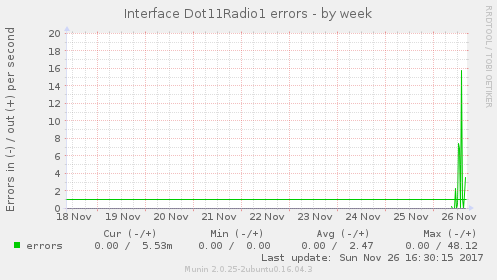 Interface Dot11Radio1 errors - by week
RRDTOOL / TOBI OETIKER
Errors in (-) / out (+) per second
20
18
16
14
12
10
8
6
4
2
0
18 Nov 19 Nov 20 Nov 21 Nov 22 Nov 23 Nov 24 Nov 25 Nov 26 Nov
Cur (-/+) Min (-/+) Avg (-/+) Max (-/+)
errors 0.00 / 5.53m 0.00 / 0.00 0.00 / 2.47 0.00 / 48.12
Last update: Sun Nov 26 16:30:15 2017
Munin 2.0.25-2ubuntu0.16.04.3